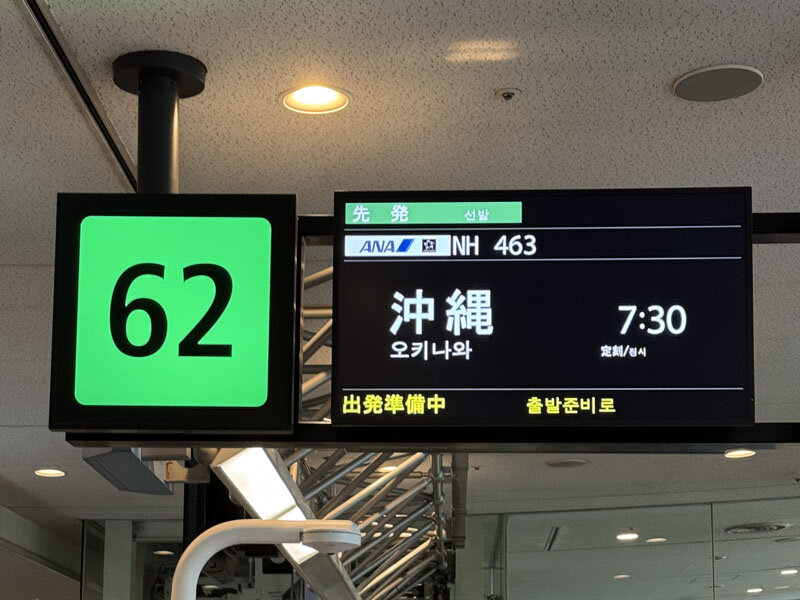 62
先発 선발
ANA NH 463
沖縄 7:30
오키나와 定刻/정시
出発準備中 출발준비로